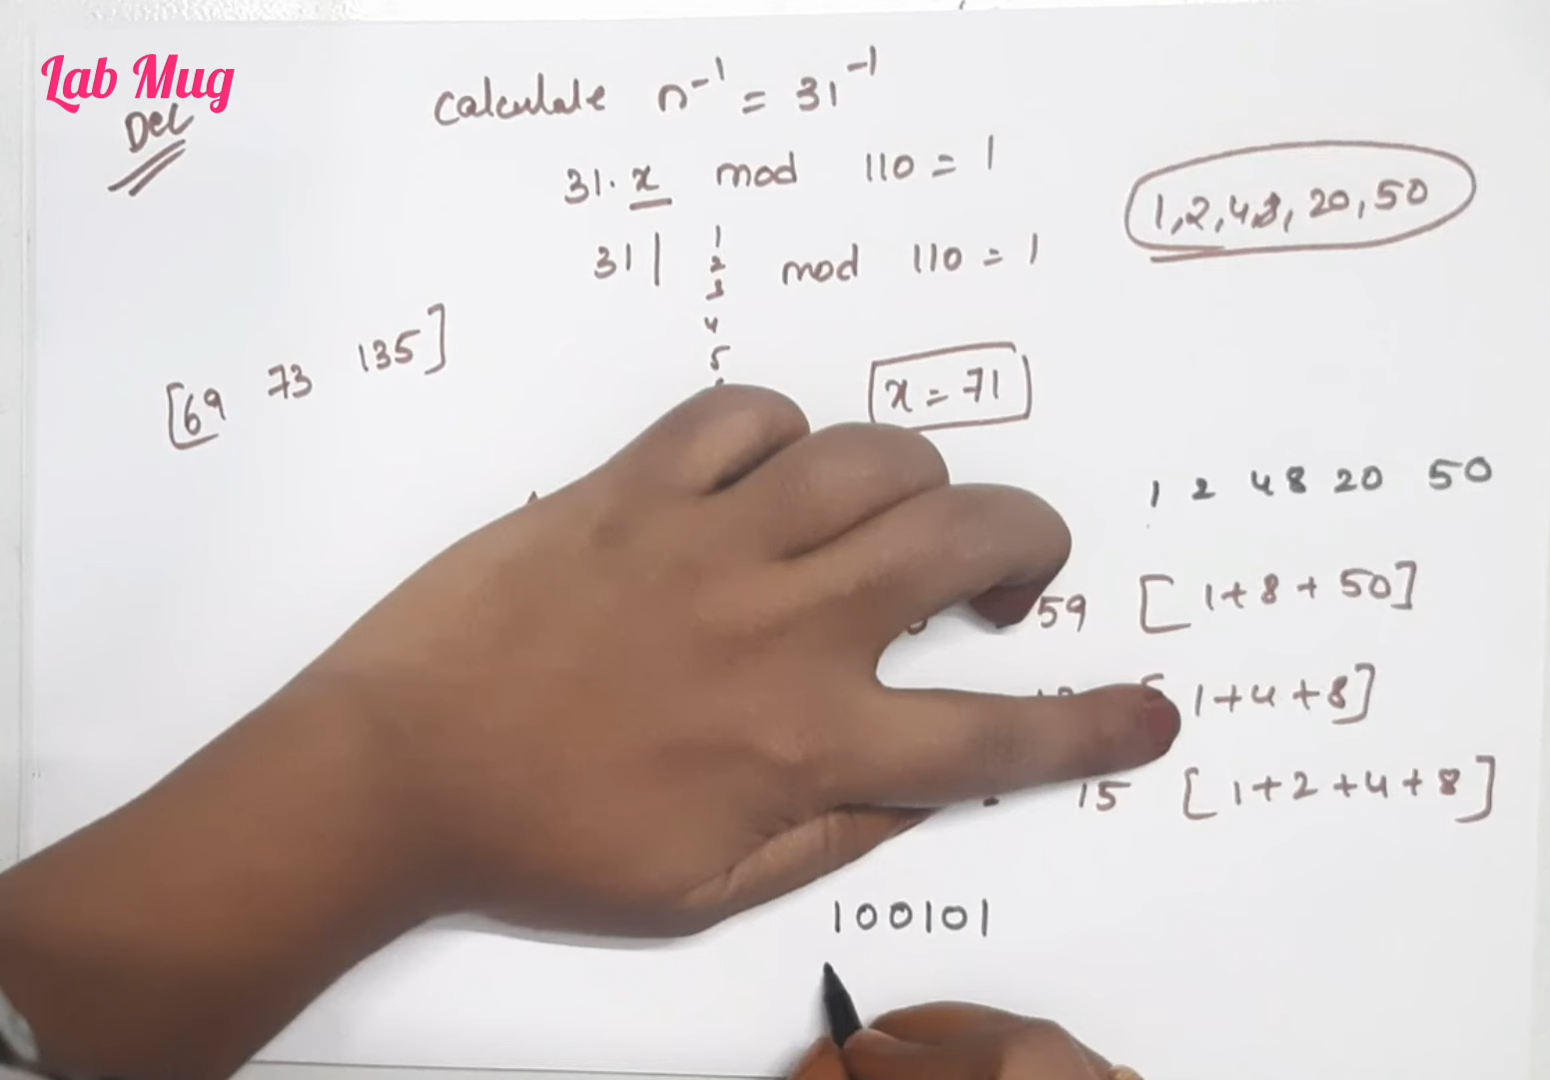 Lab Mug
Dec
calculate n⁻¹ = 31⁻¹
31. x mod 110 = 1
1, 2, 4, 8, 20, 50
31 | 1 2 3 4 5 mod 110 = 1
[69 73 135]
x = 71
1 2 4 8 20 50
59 [1+8+50]
1+4+8]
15 [1+2+4+8]
100101